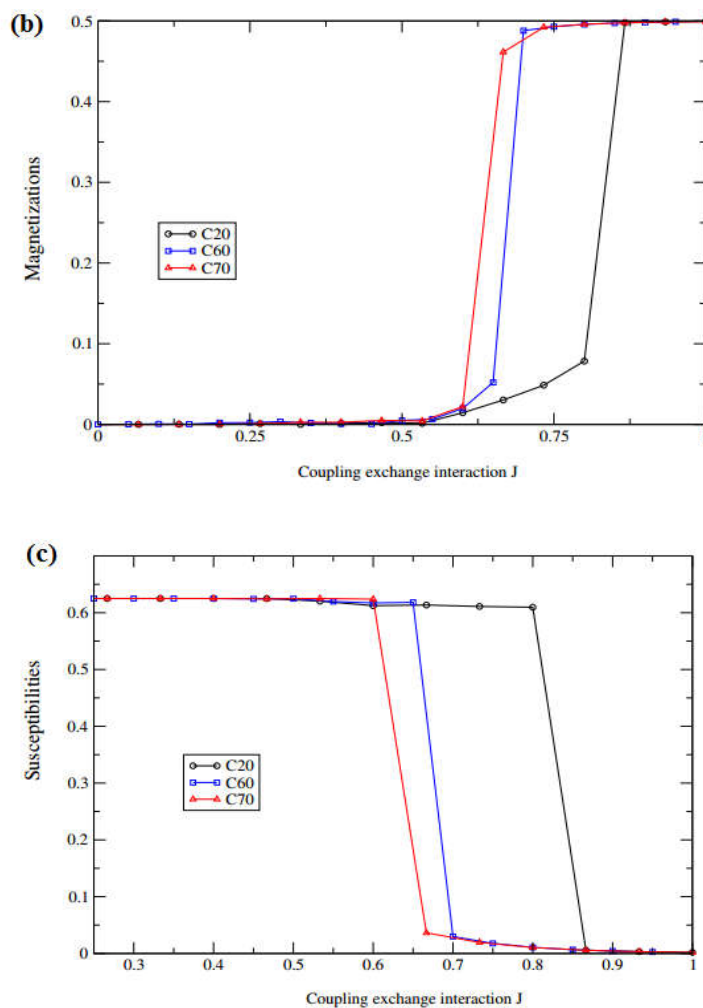 (b)
0.5
0.4
0.3
0.2
0.1
0
Magnetizations
C20
C60
C70
0
0.25
0.5
0.75
Coupling exchange interaction J
(c)
0.6
0.5
0.4
0.3
0.2
0.1
0
Susceptibilities
C20
C60
C70
0.3
0.4
0.5
0.6
0.7
0.8
0.9
1
Coupling exchange interaction J